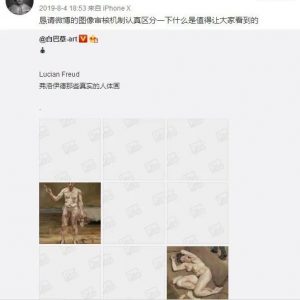 2019-8-4 18:53 来自 iPhone X
恳请微博的图像审核机制认真区分一下什么是值得让大家看到的
@白巴草-art
Lucian Freud
弗洛伊德那些真实的人体画
.